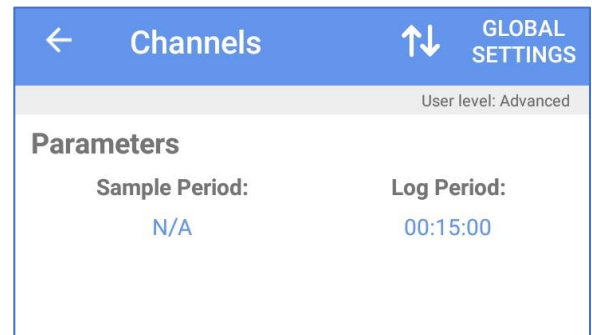 Channels
GLOBAL
SETTINGS
User level: Advanced
Parameters
Sample Period: Log Period:
N/A 00:15:00